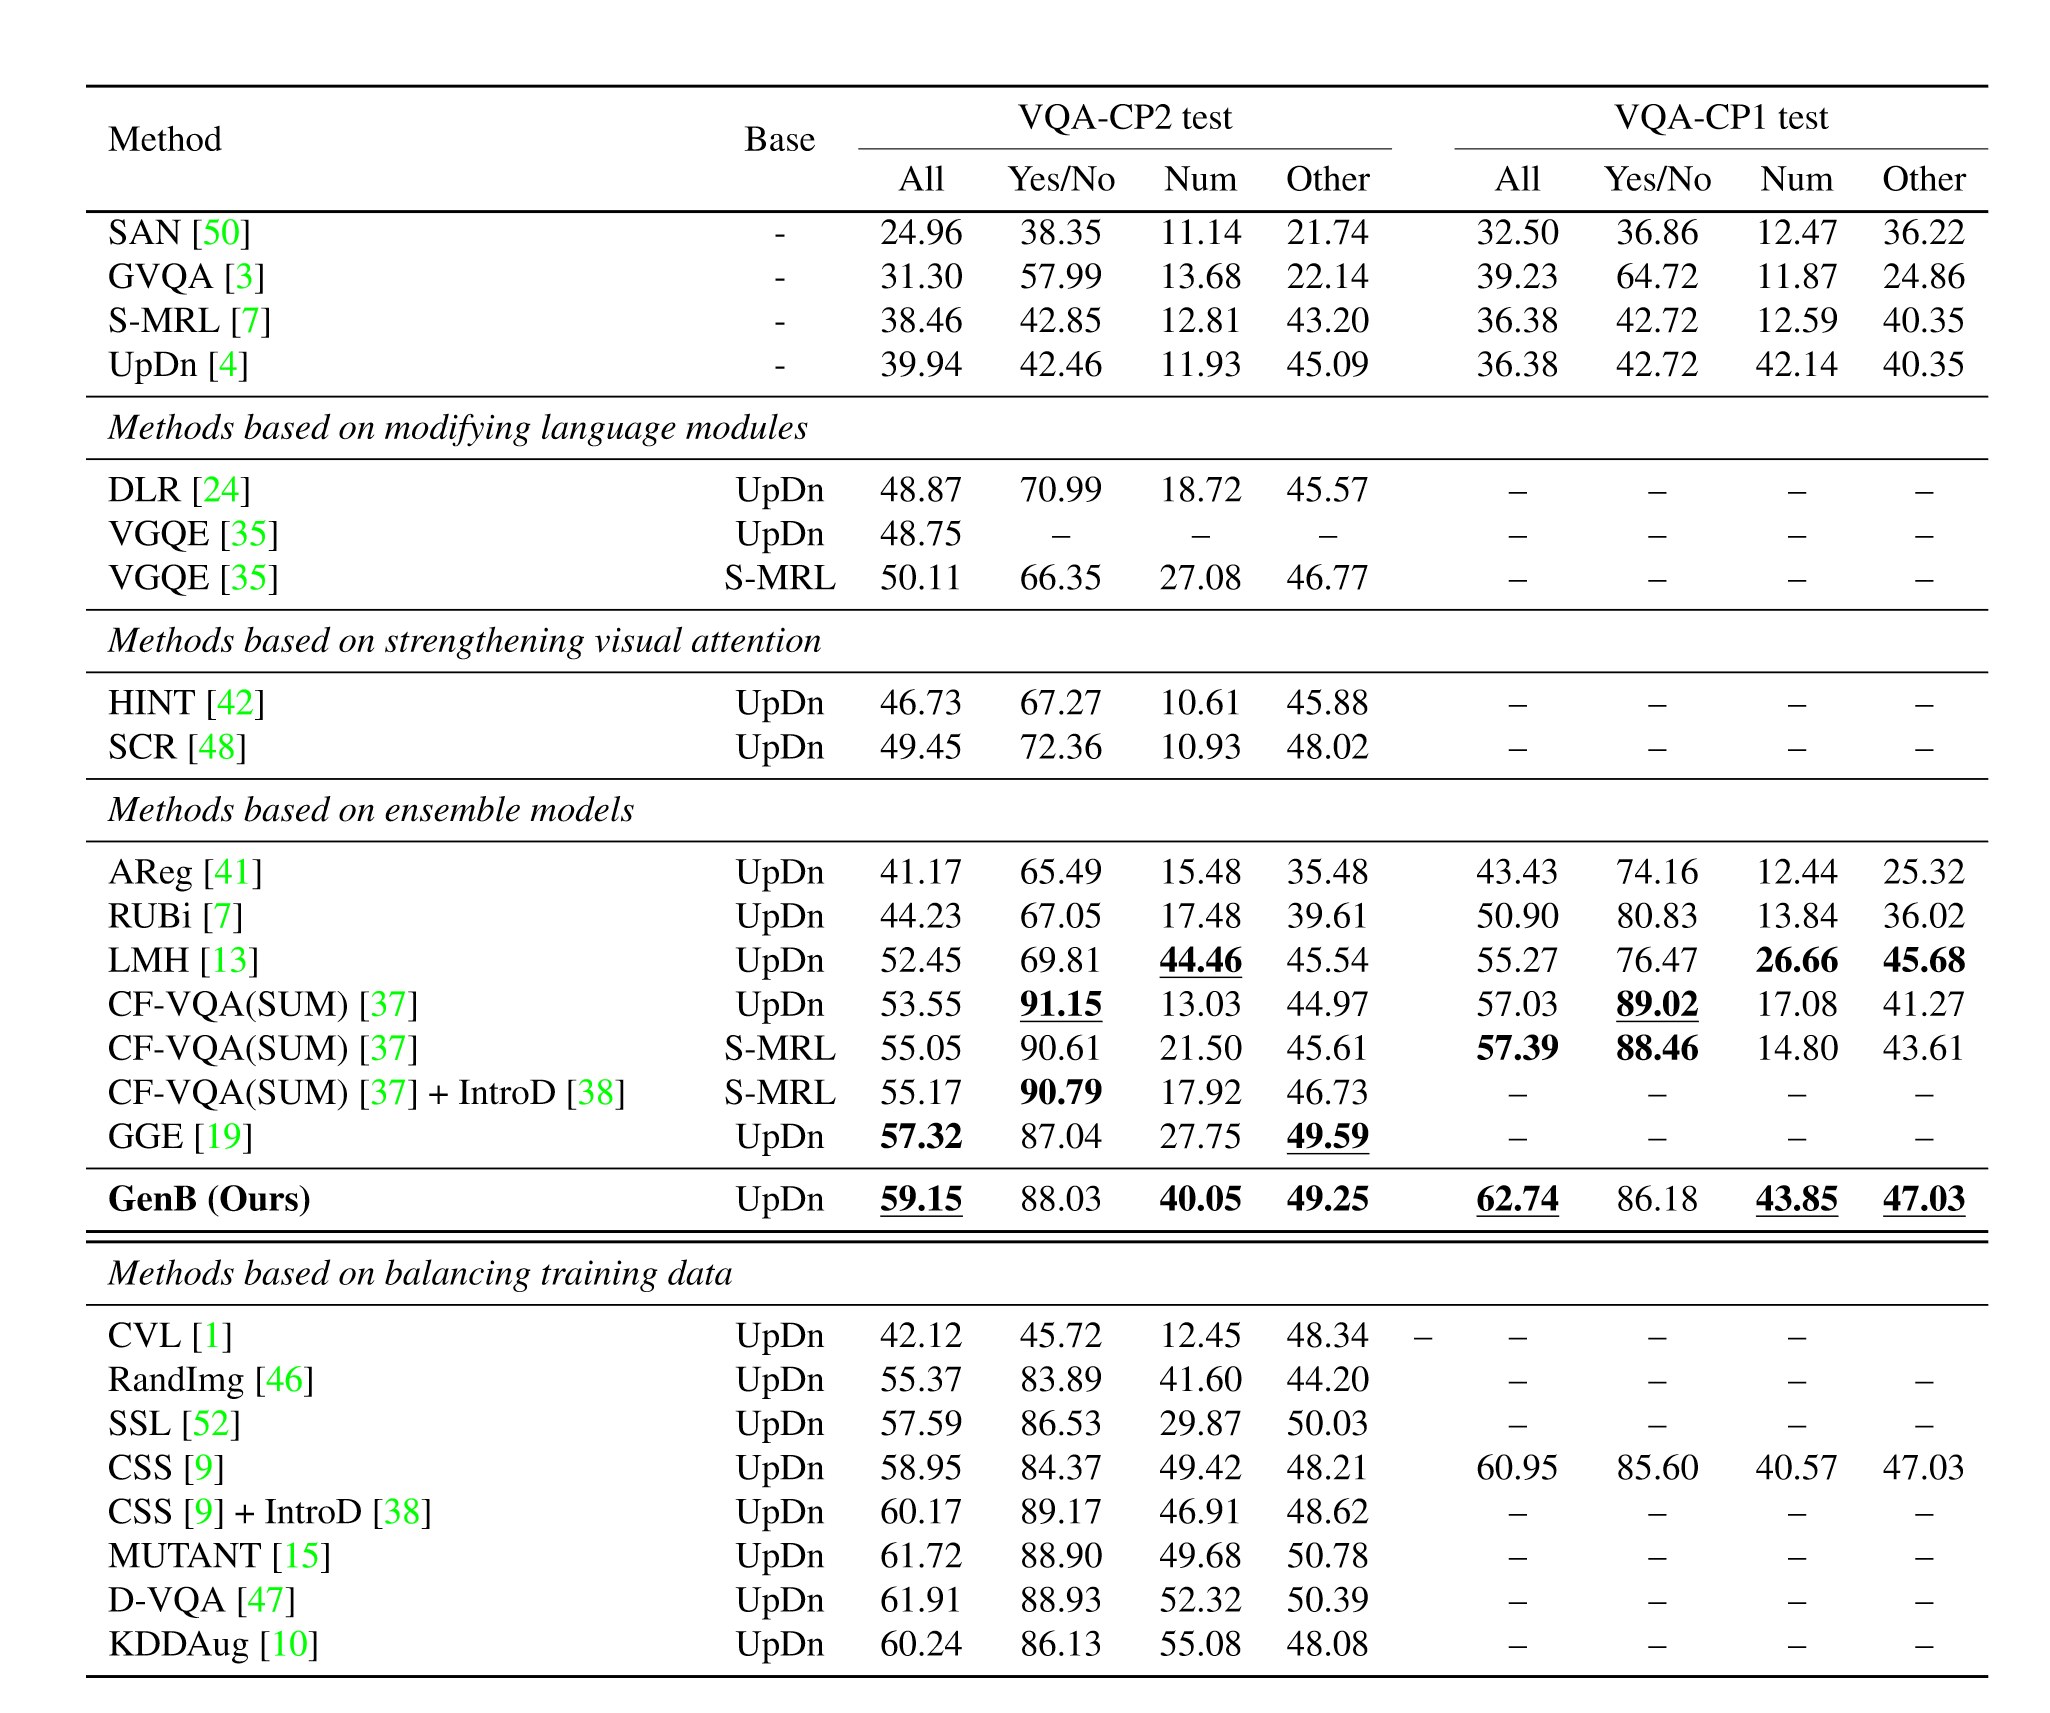 Method Base VQA-CP2 test VQA-CP1 test
All Yes/No Num Other All Yes/No Num Other
SAN [50] - 24.96 38.35 11.14 21.74 32.50 36.86 12.47 36.22
GVQA [3] - 31.30 57.99 13.68 22.14 39.23 64.72 11.87 24.86
S-MRL [7] - 38.46 42.85 12.81 43.20 36.38 42.72 12.59 40.35
UpDn [4] - 39.94 42.46 11.93 45.09 36.38 42.72 42.14 40.35
Methods based on modifying language modules
DLR [24] UpDn 48.87 70.99 18.72 45.57 – – – –
VGQE [35] UpDn 48.75 – – – – – – –
VGQE [35] S-MRL 50.11 66.35 27.08 46.77 – – – –
Methods based on strengthening visual attention
HINT [42] UpDn 46.73 67.27 10.61 45.88 – – – –
SCR [48] UpDn 49.45 72.36 10.93 48.02 – – – –
Methods based on ensemble models
AReg [41] UpDn 41.17 65.49 15.48 35.48 43.43 74.16 12.44 25.32
RUBi [7] UpDn 44.23 67.05 17.48 39.61 50.90 80.83 13.84 36.02
LMH [13] UpDn 52.45 69.81 44.46 45.54 55.27 76.47 26.66 45.68
CF-VQA(SUM) [37] UpDn 53.55 91.15 13.03 44.97 57.03 89.02 17.08 41.27
CF-VQA(SUM) [37] S-MRL 55.05 90.61 21.50 45.61 57.39 88.46 14.80 43.61
CF-VQA(SUM) [37] + IntroD [38] S-MRL 55.17 90.79 17.92 46.73 – – – –
GGE [19] UpDn 57.32 87.04 27.75 49.59 – – – –
GenB (Ours) UpDn 59.15 88.03 40.05 49.25 62.74 86.18 43.85 47.03
Methods based on balancing training data
CVL [1] UpDn 42.12 45.72 12.45 48.34 – – – –
RandImg [46] UpDn 55.37 83.89 41.60 44.20 – – – –
SSL [52] UpDn 57.59 86.53 29.87 50.03 – – – –
CSS [9] UpDn 58.95 84.37 49.42 48.21 60.95 85.60 40.57 47.03
CSS [9] + IntroD [38] UpDn 60.17 89.17 46.91 48.62 – – – –
MUTANT [15] UpDn 61.72 88.90 49.68 50.78 – – – –
D-VQA [47] UpDn 61.91 88.93 52.32 50.39 – – – –
KDDAug [10] UpDn 60.24 86.13 55.08 48.08 – – – –